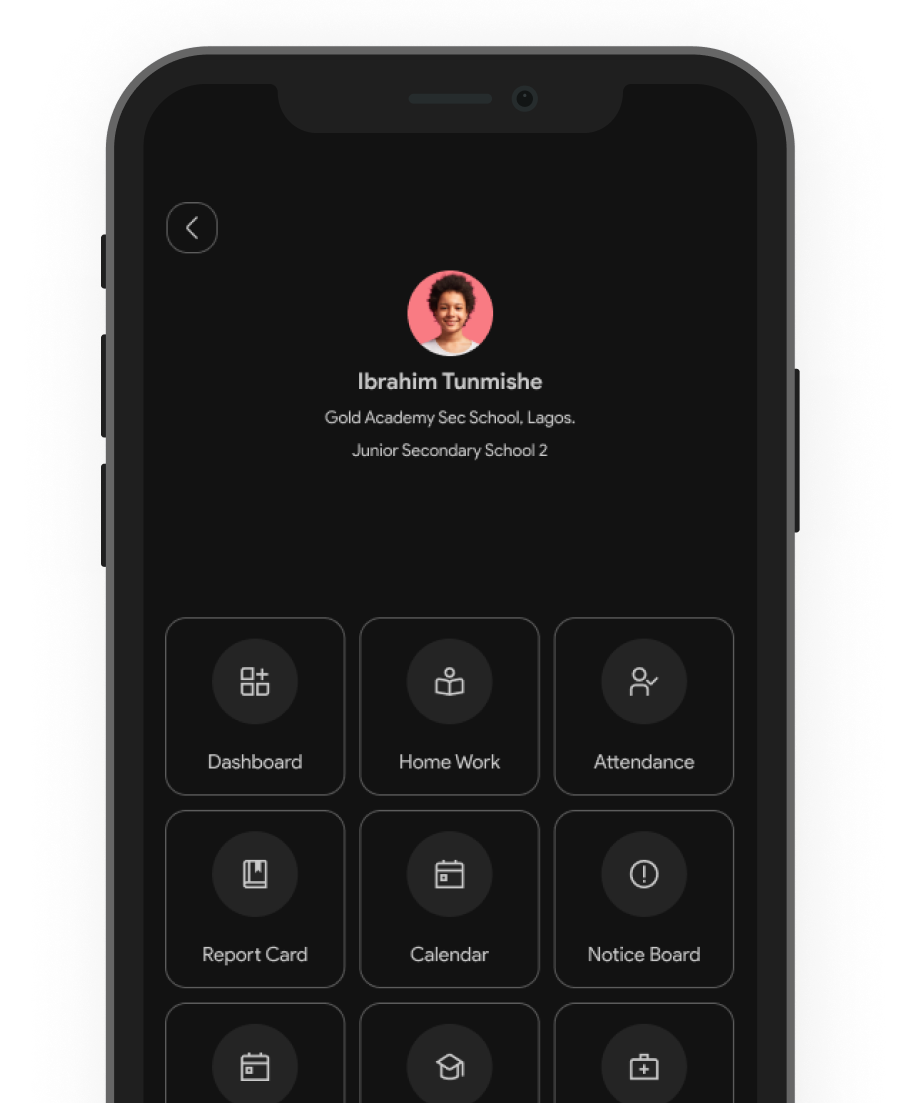 Ibrahim Tunmishe
Gold Academy Sec School, Lagos.
Junior Secondary School 2
Dashboard
Home Work
Attendance
Report Card
Calendar
Notice Board